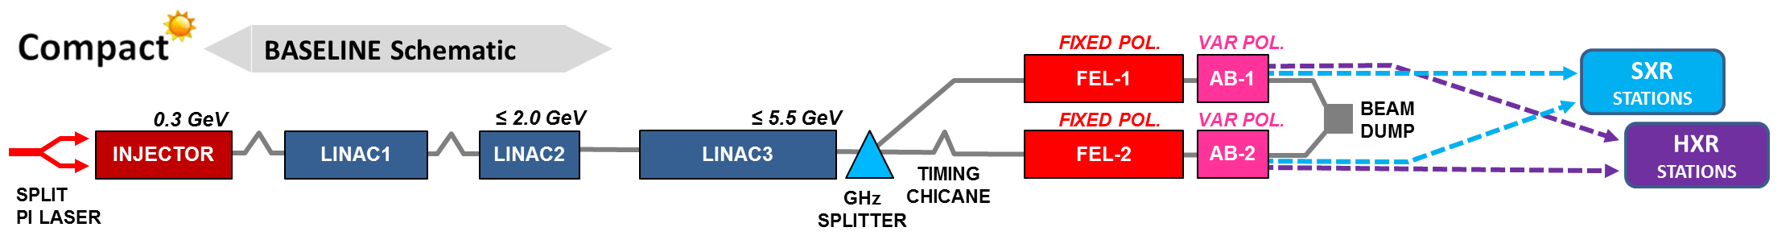 Compact
BASELINE Schematic
SPLIT
PI LASER
0.3 GeV
INJECTOR
LINAC1
≤ 2.0 GeV
LINAC2
≤ 5.5 GeV
LINAC3
GHz
SPLITTER
TIMING
CHICANE
FIXED POL.
FEL-1
VAR POL.
AB-1
FIXED POL.
FEL-2
VAR POL.
AB-2
BEAM
DUMP
SXR
STATIONS
HXR
STATIONS